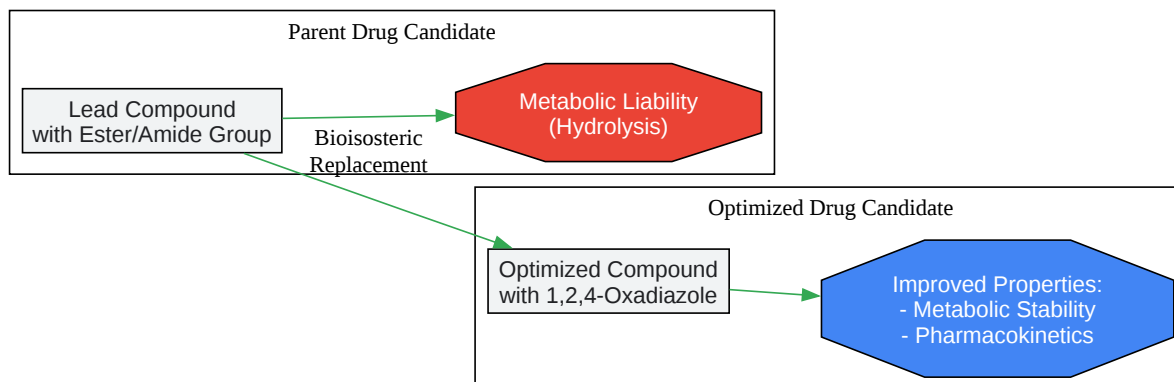 Parent Drug Candidate
Lead Compound
with Ester/Amide Group
Metabolic Liability
(Hydrolysis)
Bioisosteric
Replacement
Optimized Drug Candidate
Optimized Compound
with 1,2,4-Oxadiazole
Improved Properties:
- Metabolic Stability
- Pharmacokinetics